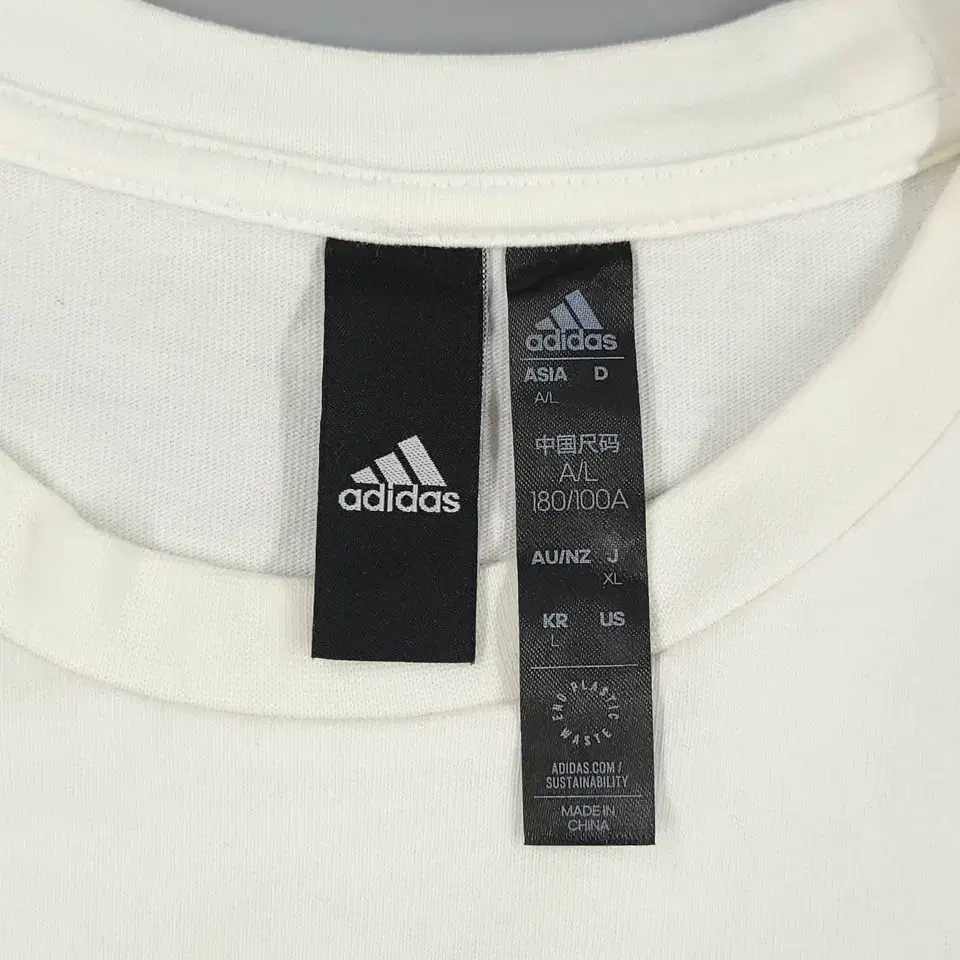 adidas
adidas
ASIA D
A/L
中国尺码
A/L
180/100A
AU/NZ J
XL
KR US
L
END PLASTIC WASTE
ADIDAS.COM/
SUSTAINABILITY
MADE IN
CHINA